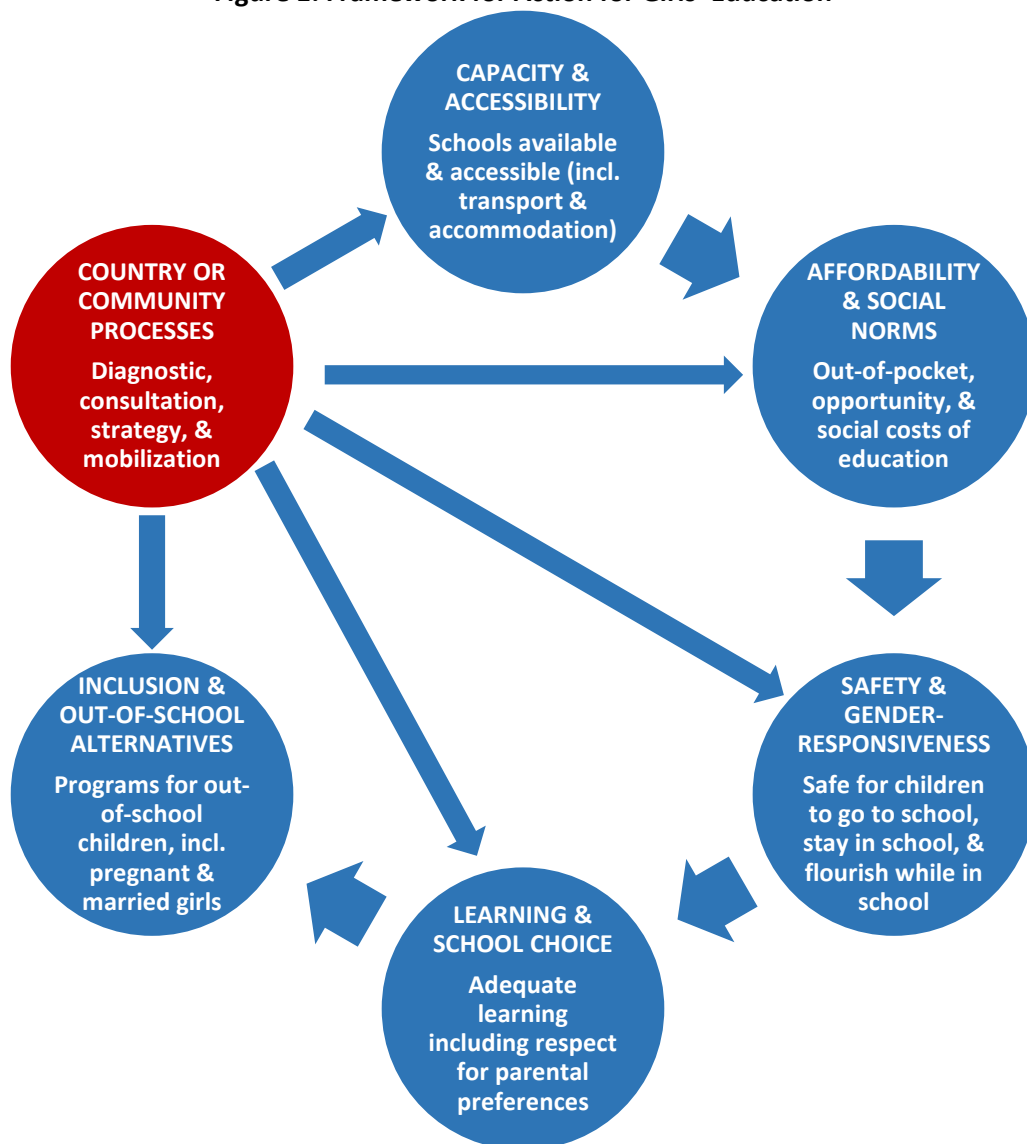 CAPACITY &
ACCESSIBILITY
Schools available
& accessible (incl.
transport &
accommodation)
COUNTRY OR
COMMUNITY
PROCESSES
Diagnostic,
consultation,
strategy, &
mobilization
AFFORDABILITY
& SOCIAL
NORMS
Out-of-pocket,
opportunity, &
social costs of
education
INCLUSION &
OUT-OF-SCHOOL
ALTERNATIVES
Programs for out-
of-school
children, incl.
pregnant &
married girls
SAFETY &
GENDER-
RESPONSIVENESS
Safe for children
to go to school,
stay in school, &
flourish while in
school
LEARNING &
SCHOOL CHOICE
Adequate
learning
including respect
for parental
preferences